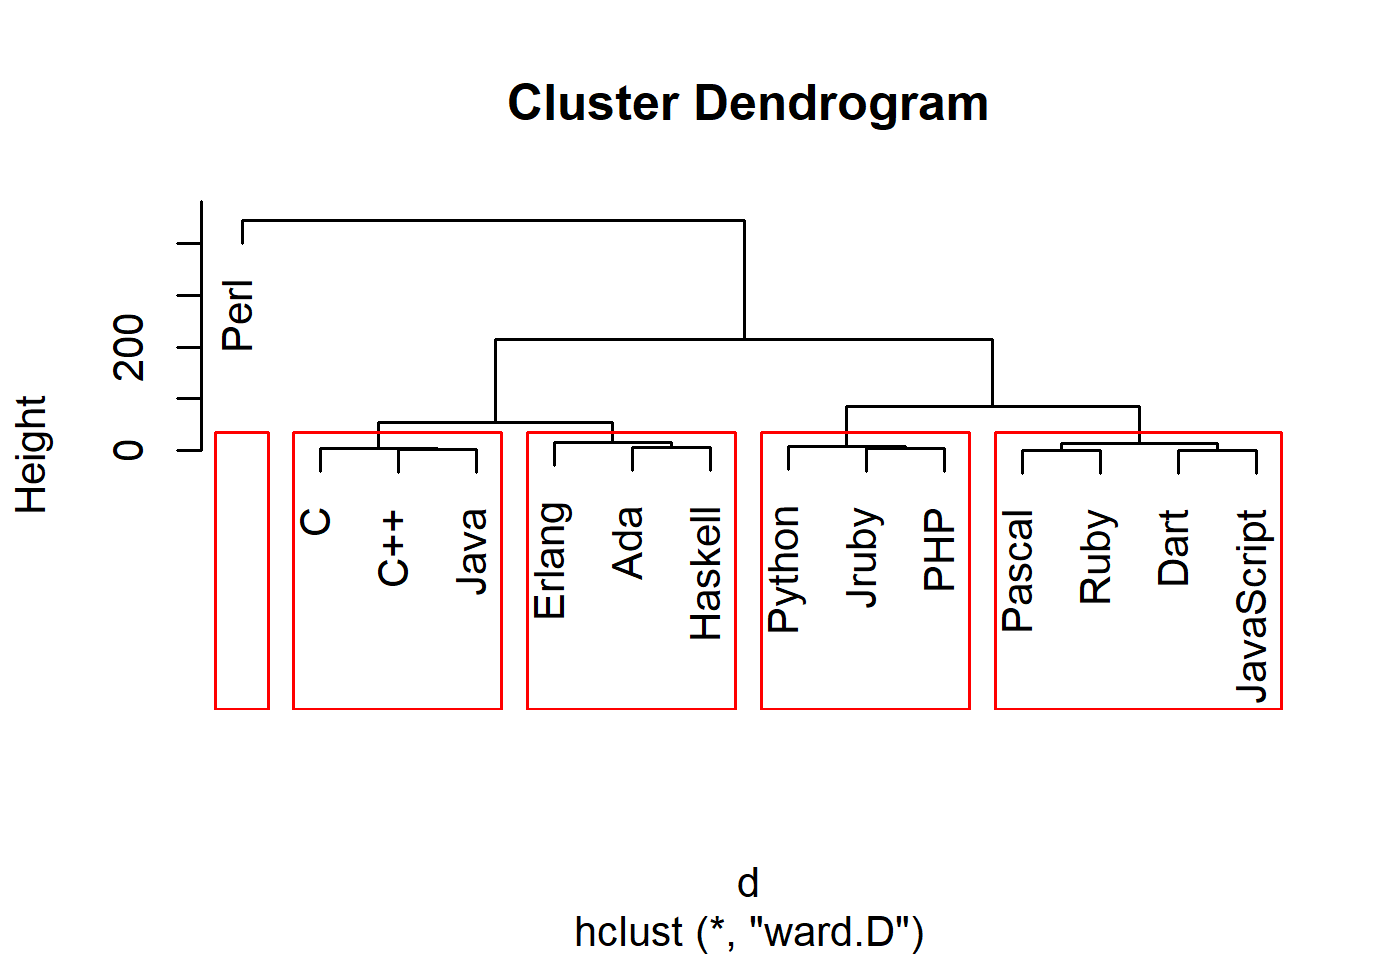 Cluster Dendrogram
Height
0
200
Perl
C
C++
Java
Erlang
Ada
Haskell
Python
Jruby
PHP
Pascal
Ruby
Dart
JavaScript
d
hclust (*, "ward.D")